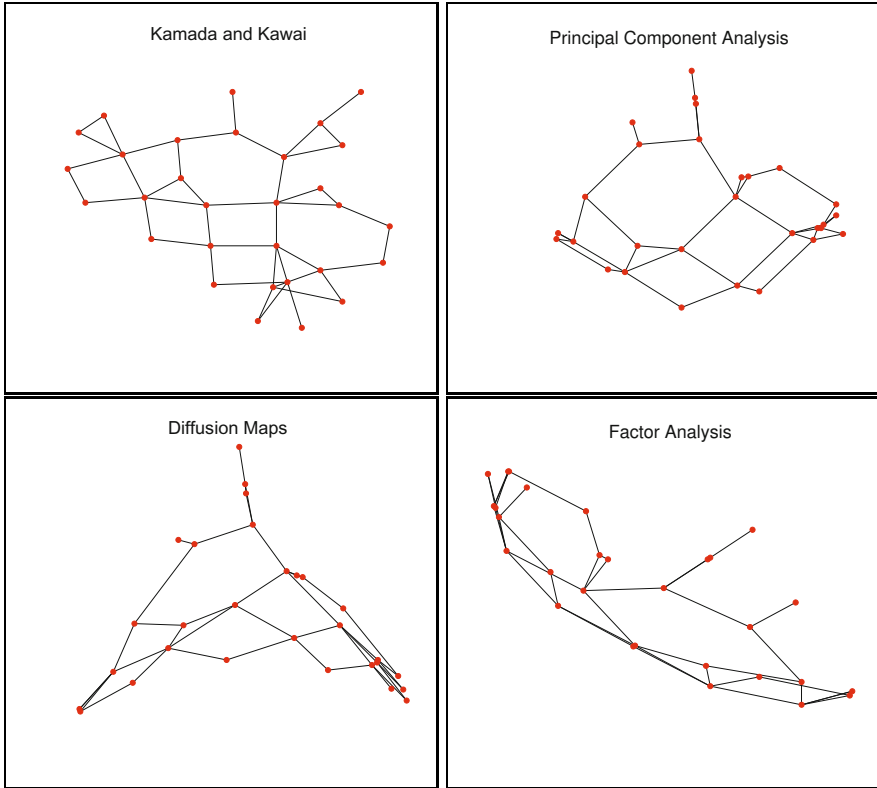 Kamada and Kawai
Principal Component Analysis
Diffusion Maps
Factor Analysis